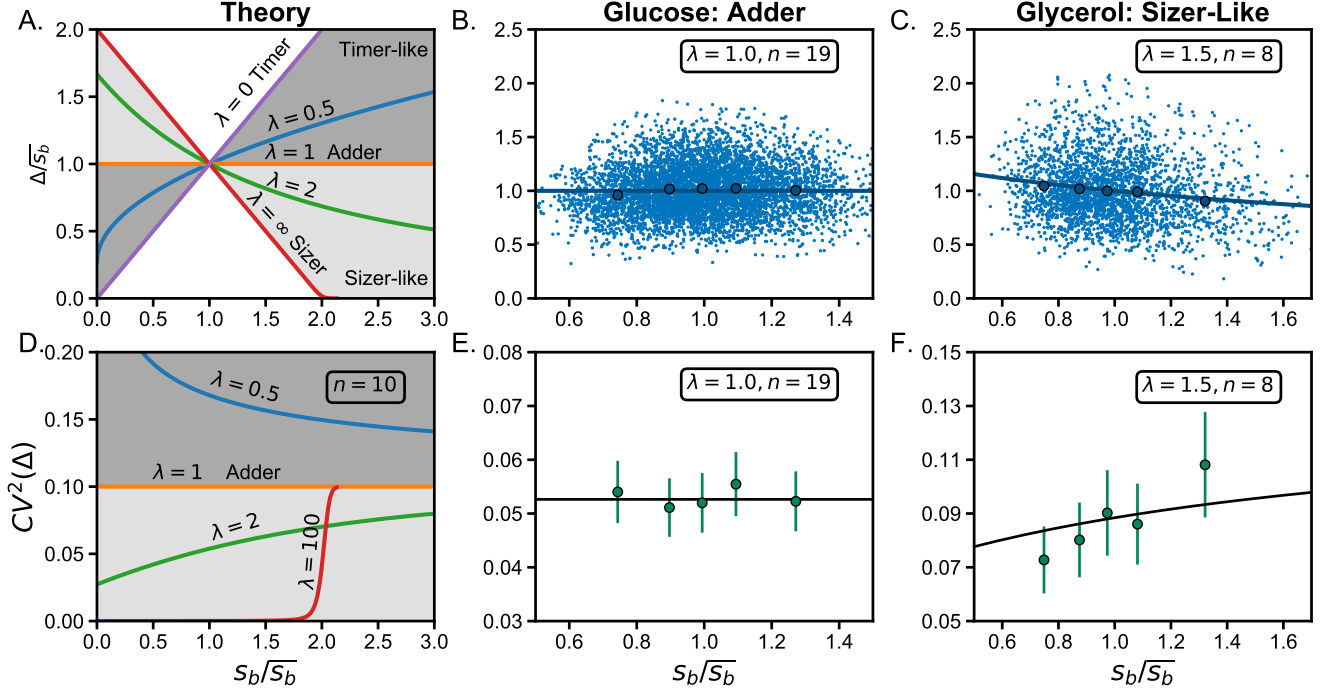 A.
Theory
Δ/s̅_b
2.0
1.5
1.0
0.5
0.0
λ = 0 Timer
Timer-like
λ = 0.5
λ = 1 Adder
λ = 2
λ = ∞ Sizer
Sizer-like
0.0 0.5 1.0 1.5 2.0 2.5 3.0
B.
Glucose: Adder
2.5
2.0
1.5
1.0
0.5
0.0
λ = 1.0, n = 19
0.6 0.8 1.0 1.2 1.4
C.
Glycerol: Sizer-Like
2.5
2.0
1.5
1.0
0.5
0.0
λ = 1.5, n = 8
0.6 0.8 1.0 1.2 1.4 1.6
D.
CV²(Δ)
0.20
0.15
0.10
0.05
0.00
λ = 0.5
n = 10
λ = 1 Adder
λ = 2
λ = 100
0.0 0.5 1.0 1.5 2.0 2.5 3.0
s_b/s̅_b
E.
0.08
0.07
0.06
0.05
0.04
0.03
λ = 1.0, n = 19
0.6 0.8 1.0 1.2 1.4
s_b/s̅_b
F.
0.15
0.13
0.11
0.09
0.07
0.05
λ = 1.5, n = 8
0.6 0.8 1.0 1.2 1.4 1.6
s_b/s̅_b